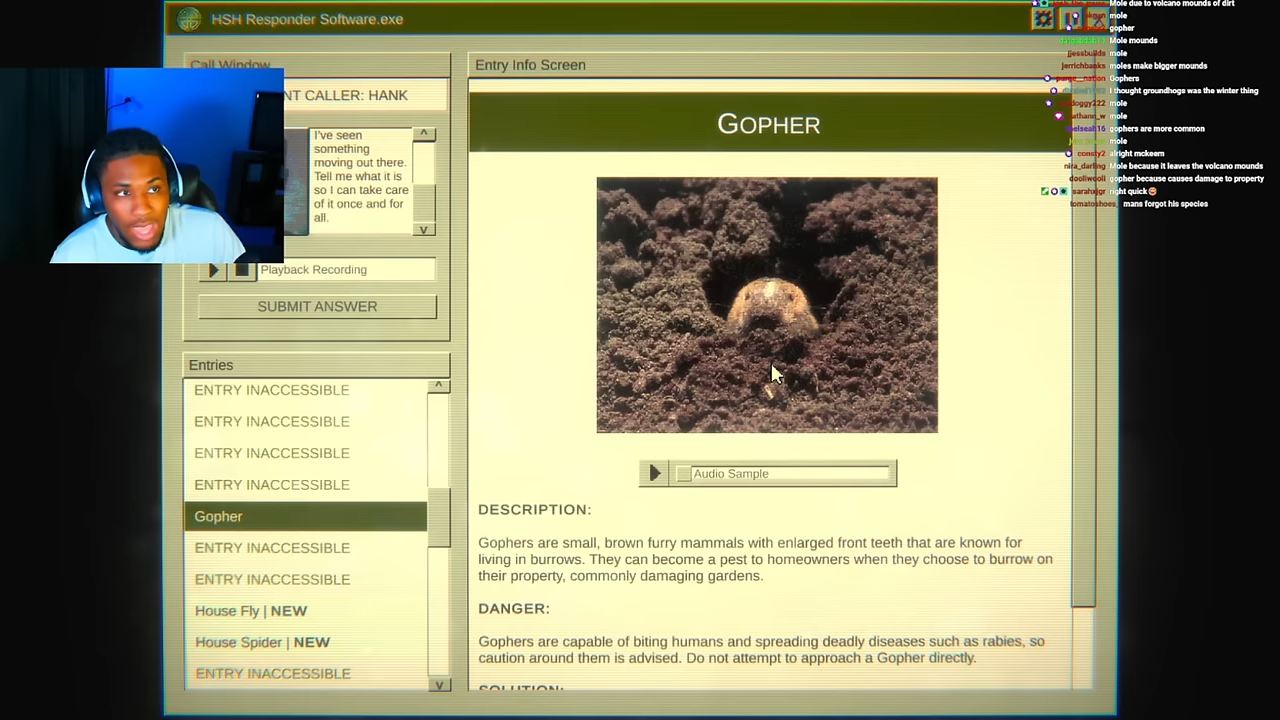 HSH Responder Software.exe
Call Window
NT CALLER: HANK
I've seen
something
moving out there.
Tell me what it is
so I can take care
of it once and for
all.
Playback Recording
SUBMIT ANSWER
Entries
ENTRY INACCESSIBLE
ENTRY INACCESSIBLE
ENTRY INACCESSIBLE
ENTRY INACCESSIBLE
Gopher
ENTRY INACCESSIBLE
ENTRY INACCESSIBLE
House Fly | NEW
House Spider | NEW
ENTRY INACCESSIBLE
Entry Info Screen
GOPHER
Audio Sample
DESCRIPTION:
Gophers are small, brown furry mammals with enlarged front teeth that are known for
living in burrows. They can become a pest to homeowners when they choose to burrow on
their property, commonly damaging gardens.
DANGER:
Gophers are capable of biting humans and spreading deadly diseases such as rabies, so
caution around them is advised. Do not attempt to approach a Gopher directly.
SOLUTION:
Mole due to volcano mounds of dirt
mole
gopher
Mole mounds
jjessbuilds mole
jerrichbanks moles make bigger mounds
Gophers
I thought groundhogs was the winter thing
mole
mole
gophers are more common
mole
consty2 alright mckeem
nira_darling Mole because it leaves the volcano mounds
gopher because causes damage to property
right quick
tomatoshoes_ mans forgot his species